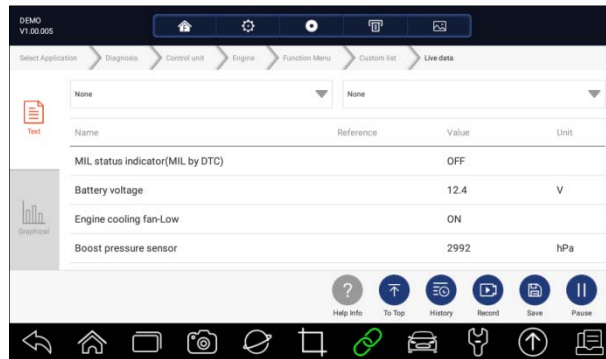 DEMO
V1.00.005
Select Application Diagnosis Control unit Engine Function Menu Custom list Live data
None None
Text
Name Reference Value Unit
MIL status indicator(MIL by DTC) OFF
Battery voltage 12.4 V
Graphical
Engine cooling fan-Low ON
Boost pressure sensor 2992 hPa
Help Info To Top History Record Save Pause